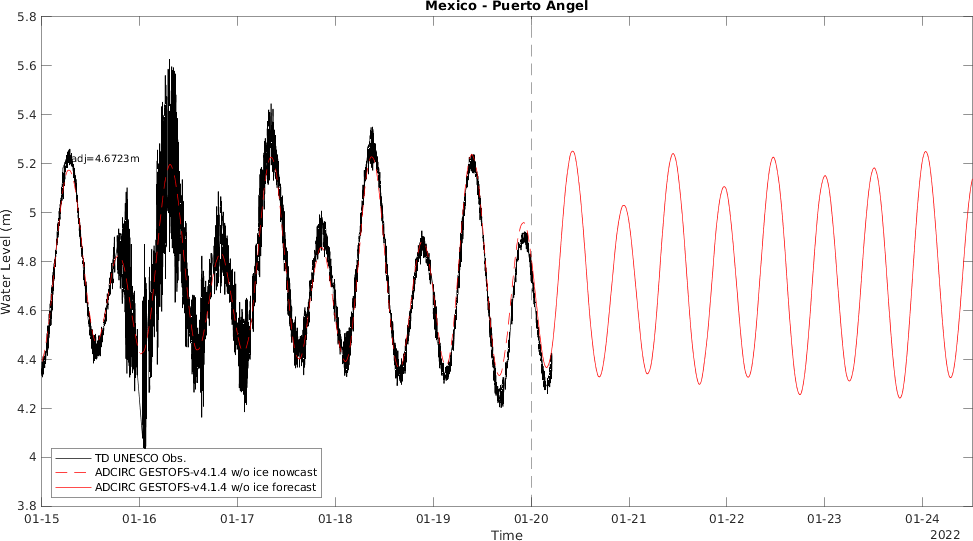 Mexico - Puerto Angel
5.8
5.6
5.4
5.2
5
4.8
4.6
4.4
4.2
4
3.8
Water Level (m)
adj=4.6723m
TD UNESCO Obs.
ADCIRC GESTOFS-v4.1.4 w/o ice nowcast
ADCIRC GESTOFS-v4.1.4 w/o ice forecast
01-15 01-16 01-17 01-18 01-19 01-20 01-21 01-22 01-23 01-24
Time
2022